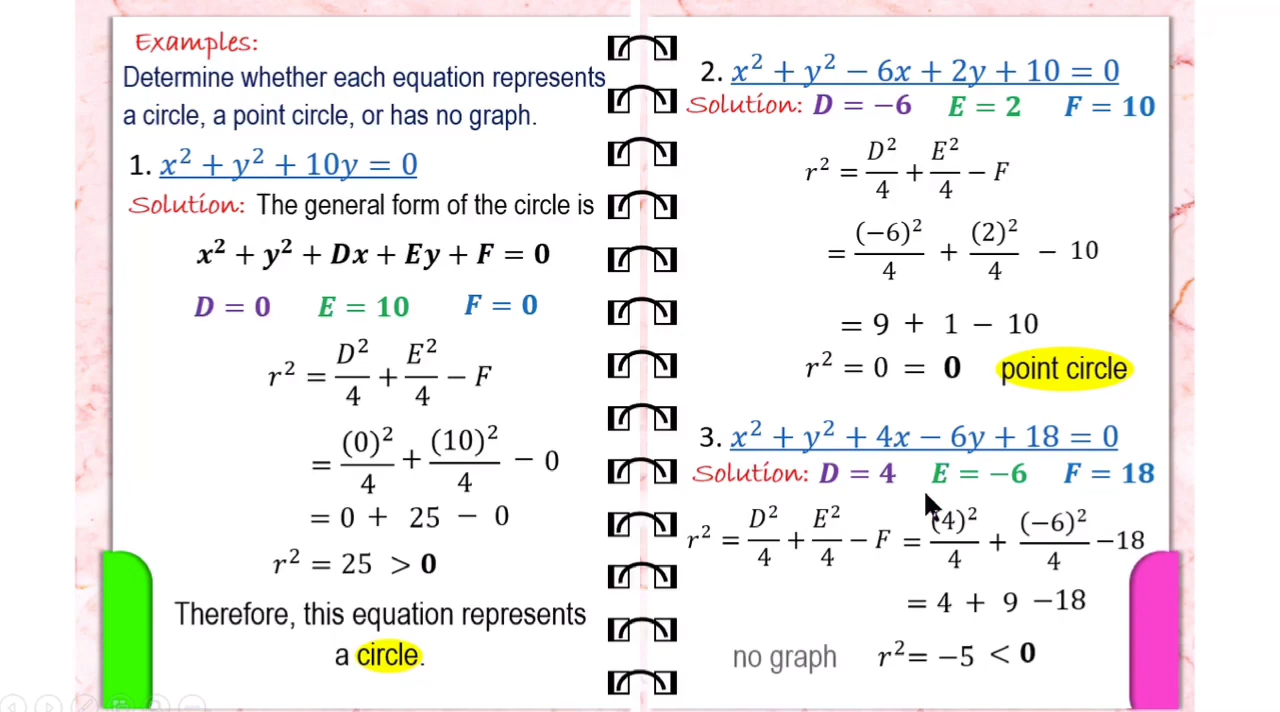 Examples:
Determine whether each equation represents
a circle, a point circle, or has no graph.
1. x² + y² + 10y = 0
Solution: The general form of the circle is
x² + y² + Dx + Ey + F = 0
D = 0 E = 10 F = 0
r² = D²/4 + E²/4 − F
= (0)²/4 + (10)²/4 − 0
= 0 + 25 − 0
r² = 25 > 0
Therefore, this equation represents
a circle.
2. x² + y² − 6x + 2y + 10 = 0
Solution: D = −6 E = 2 F = 10
r² = D²/4 + E²/4 − F
= (−6)²/4 + (2)²/4 − 10
= 9 + 1 − 10
r² = 0 = 0 point circle
3. x² + y² + 4x − 6y + 18 = 0
Solution: D = 4 E = −6 F = 18
r² = D²/4 + E²/4 − F = (4)²/4 + (−6)²/4 −18
= 4 + 9 −18
no graph r² = −5 < 0